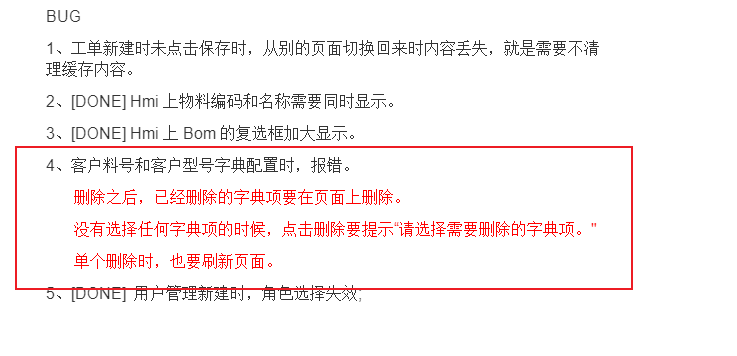 BUG
1、工单新建时未点击保存时，从别的页面切换回来时内容丢失，就是需要不清
理缓存内容。
2、[DONE] Hmi 上物料编码和名称需要同时显示。
3、[DONE] Hmi 上 Bom 的复选框加大显示。
4、客户料号和客户型号字典配置时，报错。
删除之后，已经删除的字典项要在页面上删除。
没有选择任何字典项的时候，点击删除要提示“请选择需要删除的字典项。"
单个删除时，也要刷新页面。
5、[DONE] 用户管理新建时，角色选择失效;